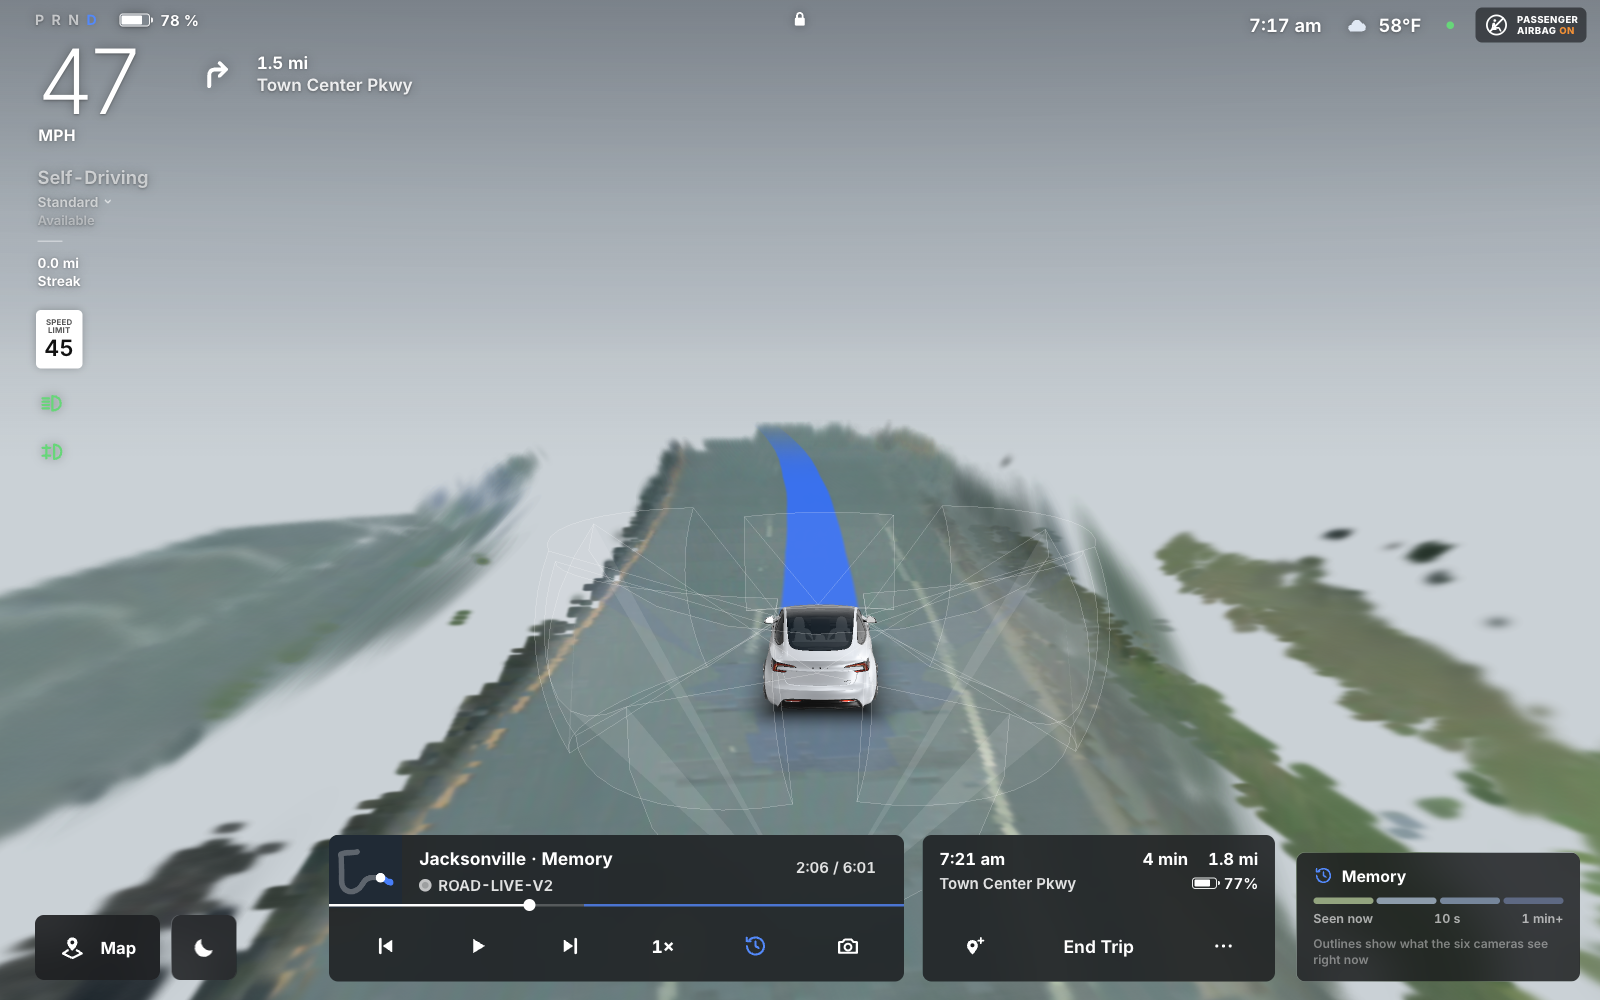 P R N D
78 %
7:17 am
58°F
PASSENGER
AIRBAG ON
47
MPH
1.5 mi
Town Center Pkwy
Self-Driving
Standard
Available
0.0 mi
Streak
SPEED
LIMIT
45
Jacksonville · Memory
ROAD-LIVE-V2
2:06 / 6:01
1×
7:21 am
4 min
1.8 mi
Town Center Pkwy
77%
End Trip
Memory
Seen now
10 s
1 min+
Outlines show what the six cameras see
right now
Map